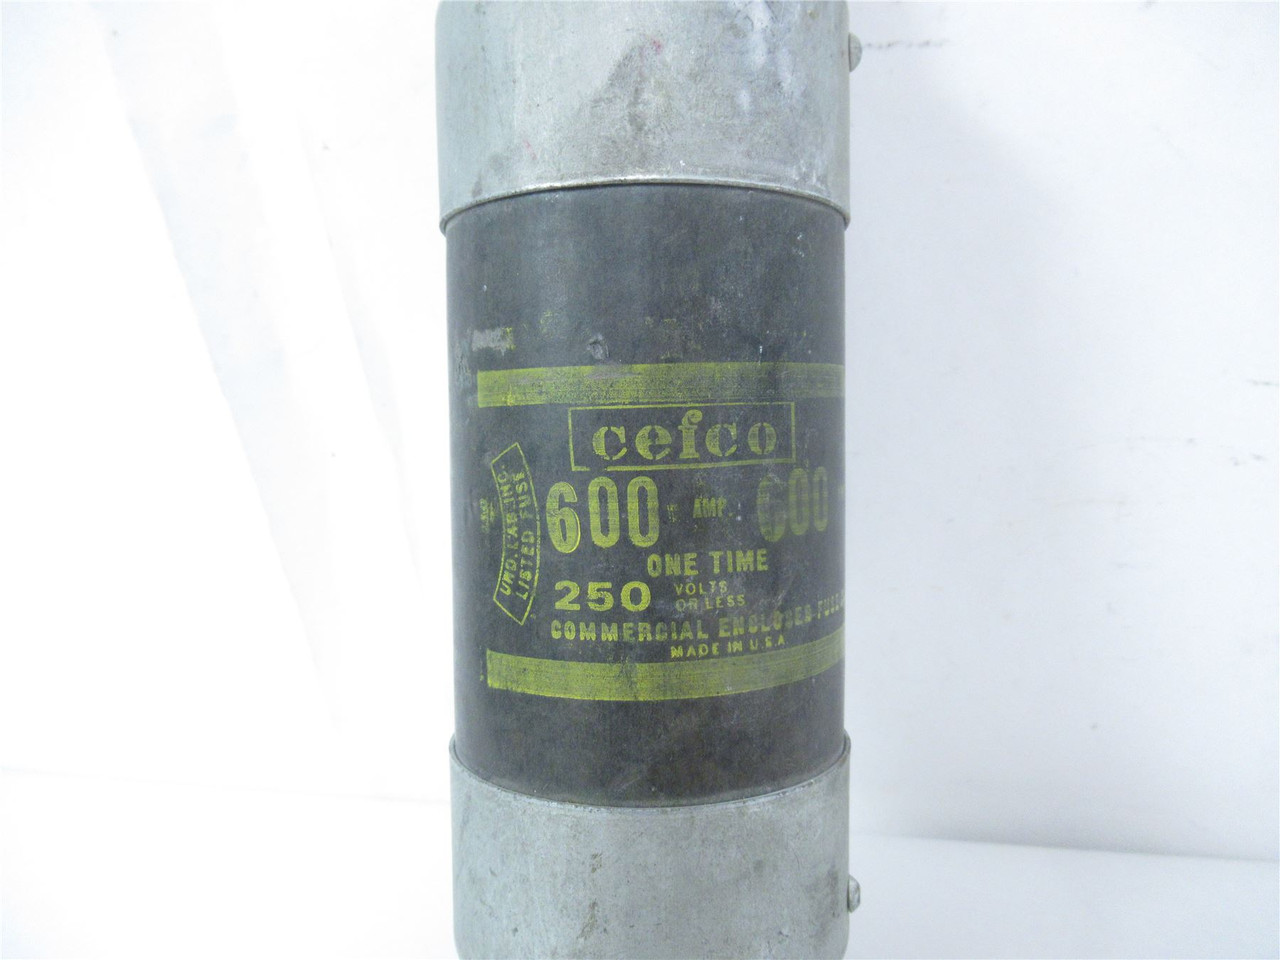 cefco
600 AMP 600
ONE TIME
250 VOLTS
OR LESS
COMMERCIAL ENCLOSED FUSE
MADE IN U.S.A
UND. LAB. INC.
LISTED FUSE